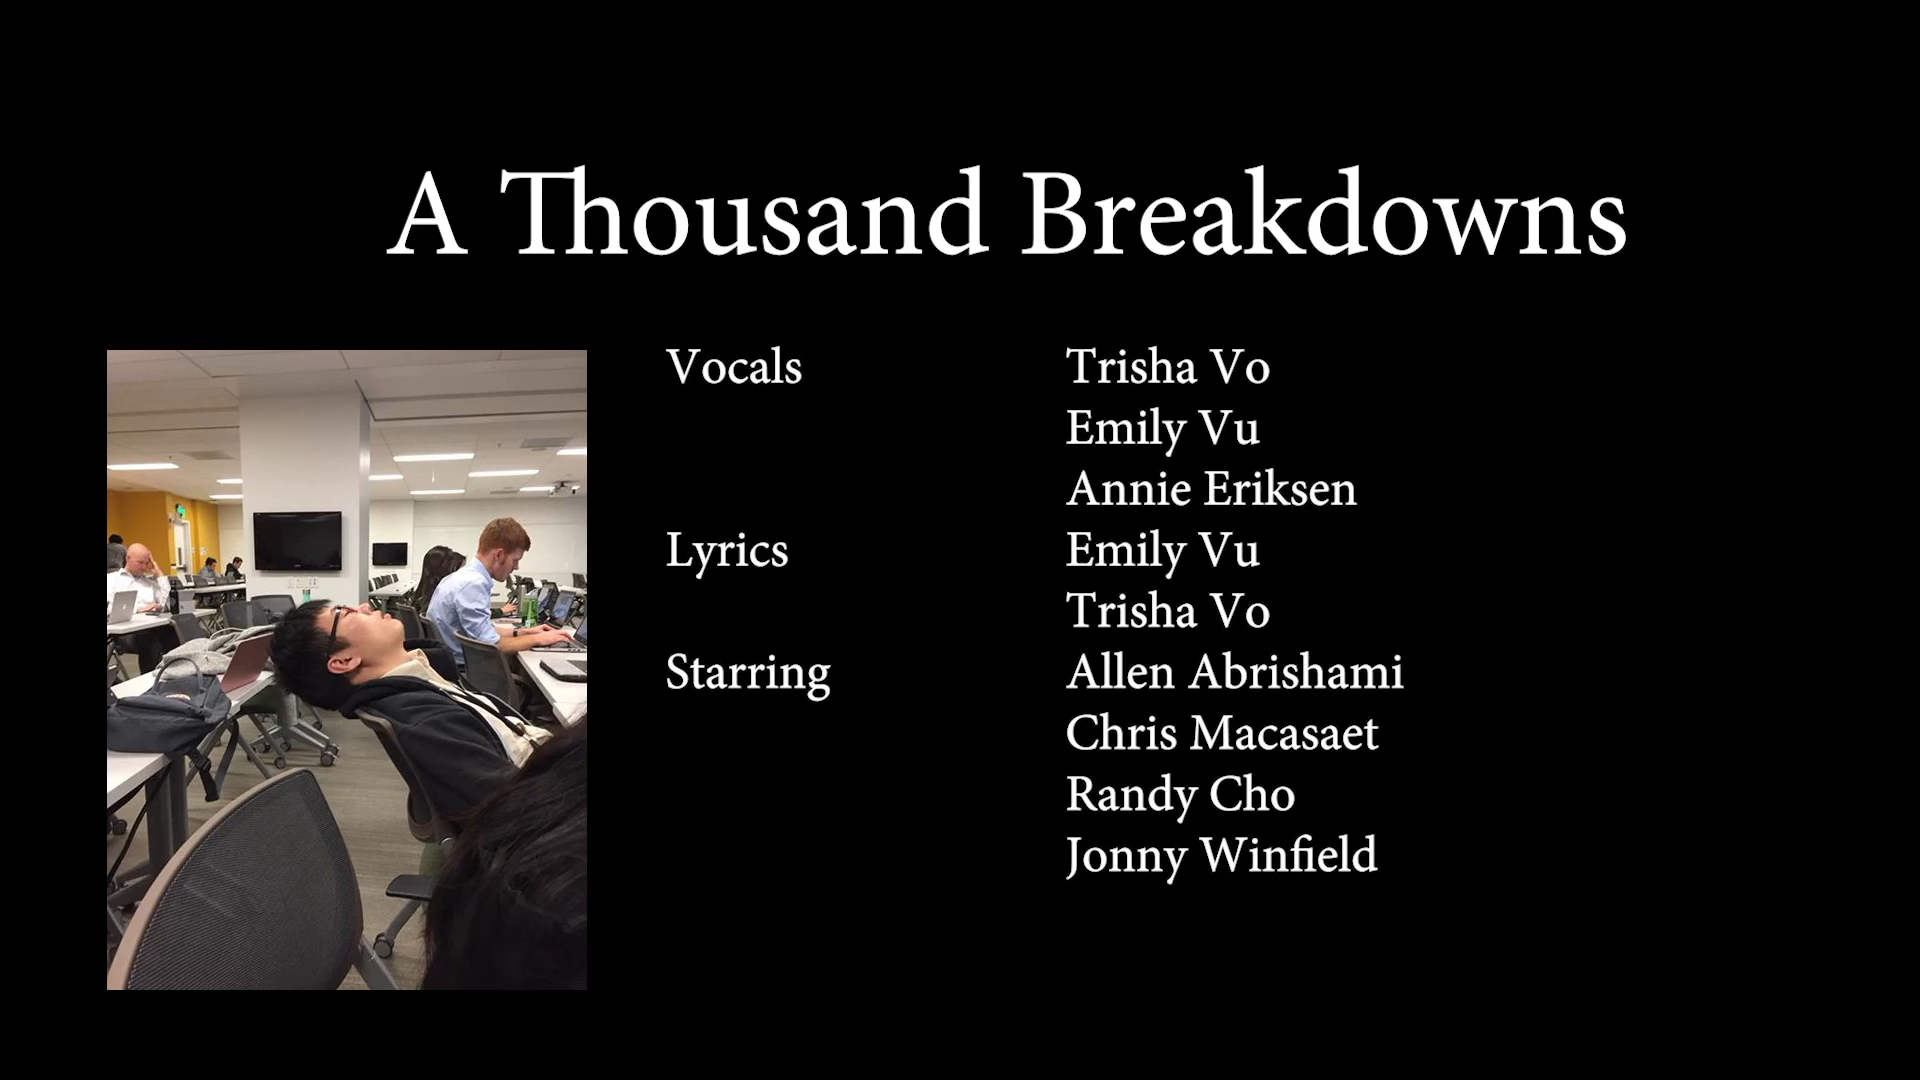 A Thousand Breakdowns
Vocals Trisha Vo
Emily Vu
Annie Eriksen
Lyrics Emily Vu
Trisha Vo
Starring Allen Abrishami
Chris Macasaet
Randy Cho
Jonny Winfield